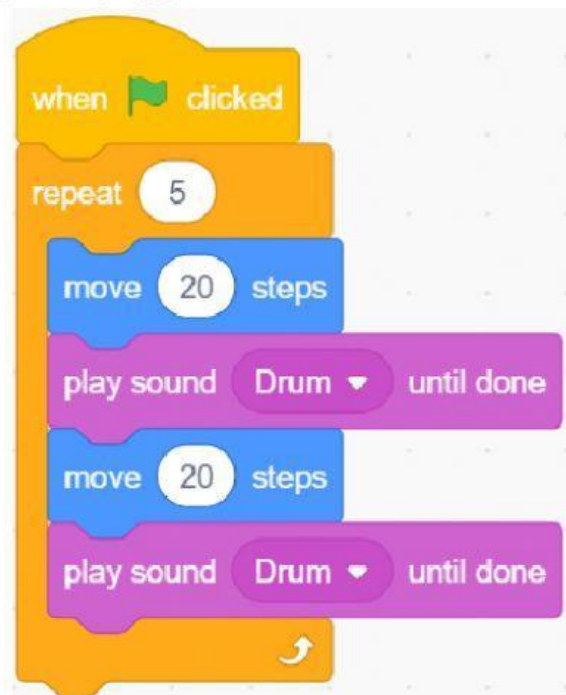 when clicked
repeat 5
move 20 steps
play sound Drum until done
move 20 steps
play sound Drum until done